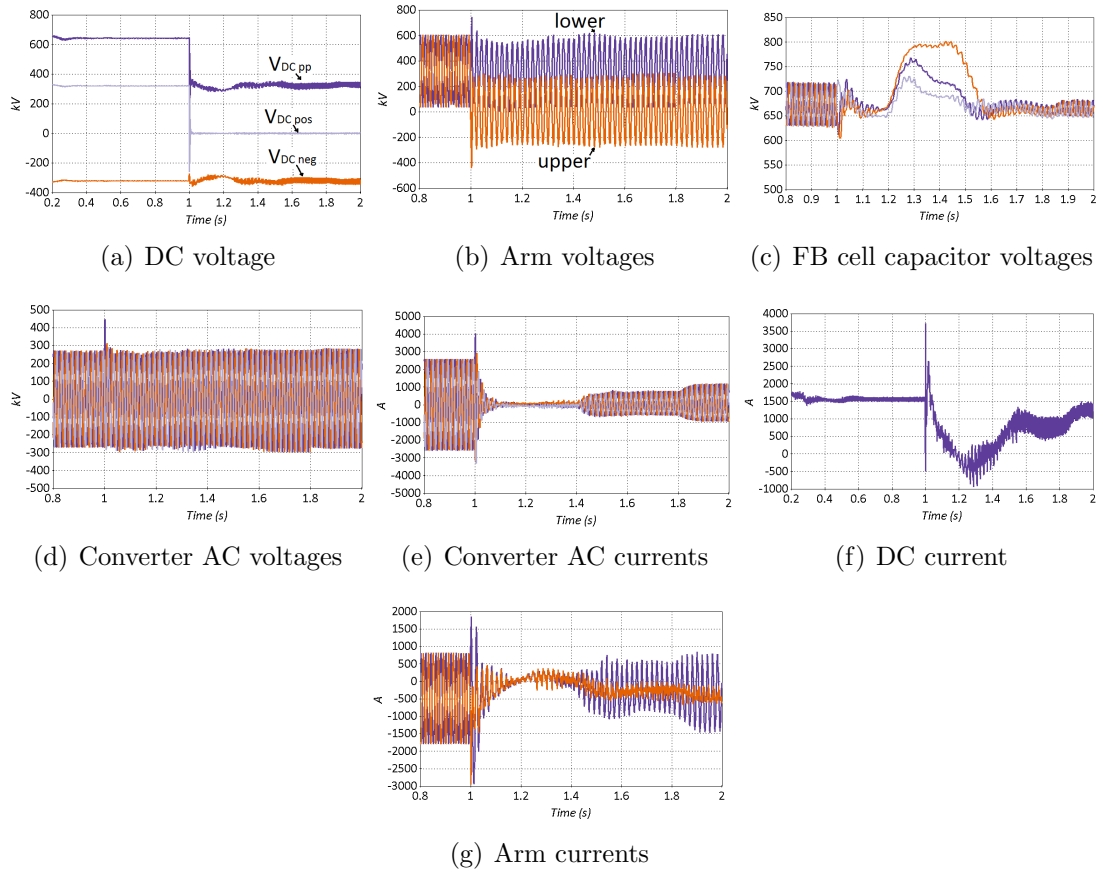 800
600
400
200
0
-200
-400
kV
0.2 0.4 0.6 0.8 1 1.2 1.4 1.6 1.8 2
Time (s)
VDC pp
VDC pos
VDC neg
(a) DC voltage
800
600
400
200
0
-200
-400
-600
kV
0.8 1 1.2 1.4 1.6 1.8 2
Time (s)
lower
upper
(b) Arm voltages
850
800
750
700
650
600
550
500
kV
0.8 0.9 1 1.1 1.2 1.3 1.4 1.5 1.6 1.7 1.8 1.9 2
Time (s)
(c) FB cell capacitor voltages
500
400
300
200
100
0
-100
-200
-300
-400
-500
kV
0.8 1 1.2 1.4 1.6 1.8 2
Time (s)
(d) Converter AC voltages
5000
4000
3000
2000
1000
0
-1000
-2000
-3000
-4000
-5000
A
0.8 1 1.2 1.4 1.6 1.8 2
Time (s)
(e) Converter AC currents
4000
3500
3000
2500
2000
1500
1000
500
0
-500
-1000
A
0.2 0.4 0.6 0.8 1 1.2 1.4 1.6 1.8 2
Time (s)
(f) DC current
2000
1500
1000
500
0
-500
-1000
-1500
-2000
-2500
-3000
A
0.8 1 1.2 1.4 1.6 1.8 2
Time (s)
(g) Arm currents